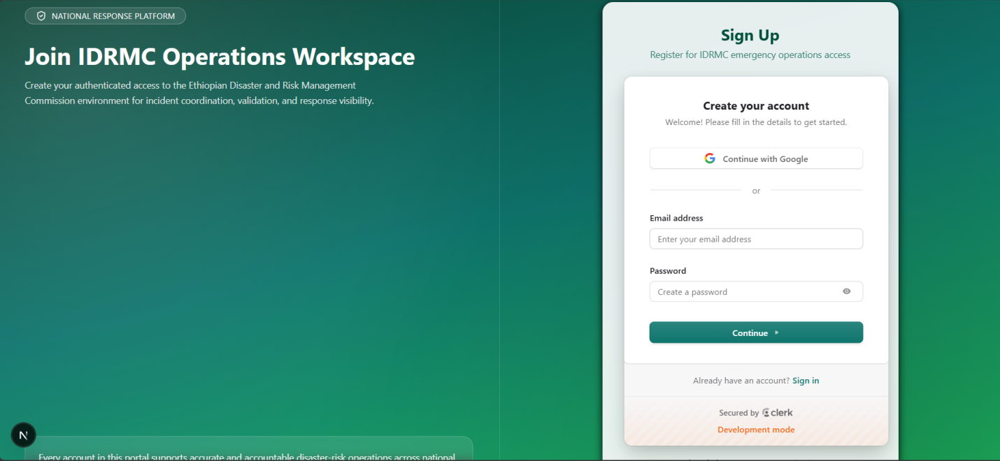 NATIONAL RESPONSE PLATFORM
Join IDRMC Operations Workspace
Create your authenticated access to the Ethiopian Disaster and Risk Management
Commission environment for incident coordination, validation, and response visibility.
Every account in this portal supports accurate and accountable disaster-risk operations across national
N
Sign Up
Register for IDRMC emergency operations access
Create your account
Welcome! Please fill in the details to get started.
Continue with Google
or
Email address
Enter your email address
Password
Create a password
Continue
Already have an account? Sign in
Secured by clerk
Development mode